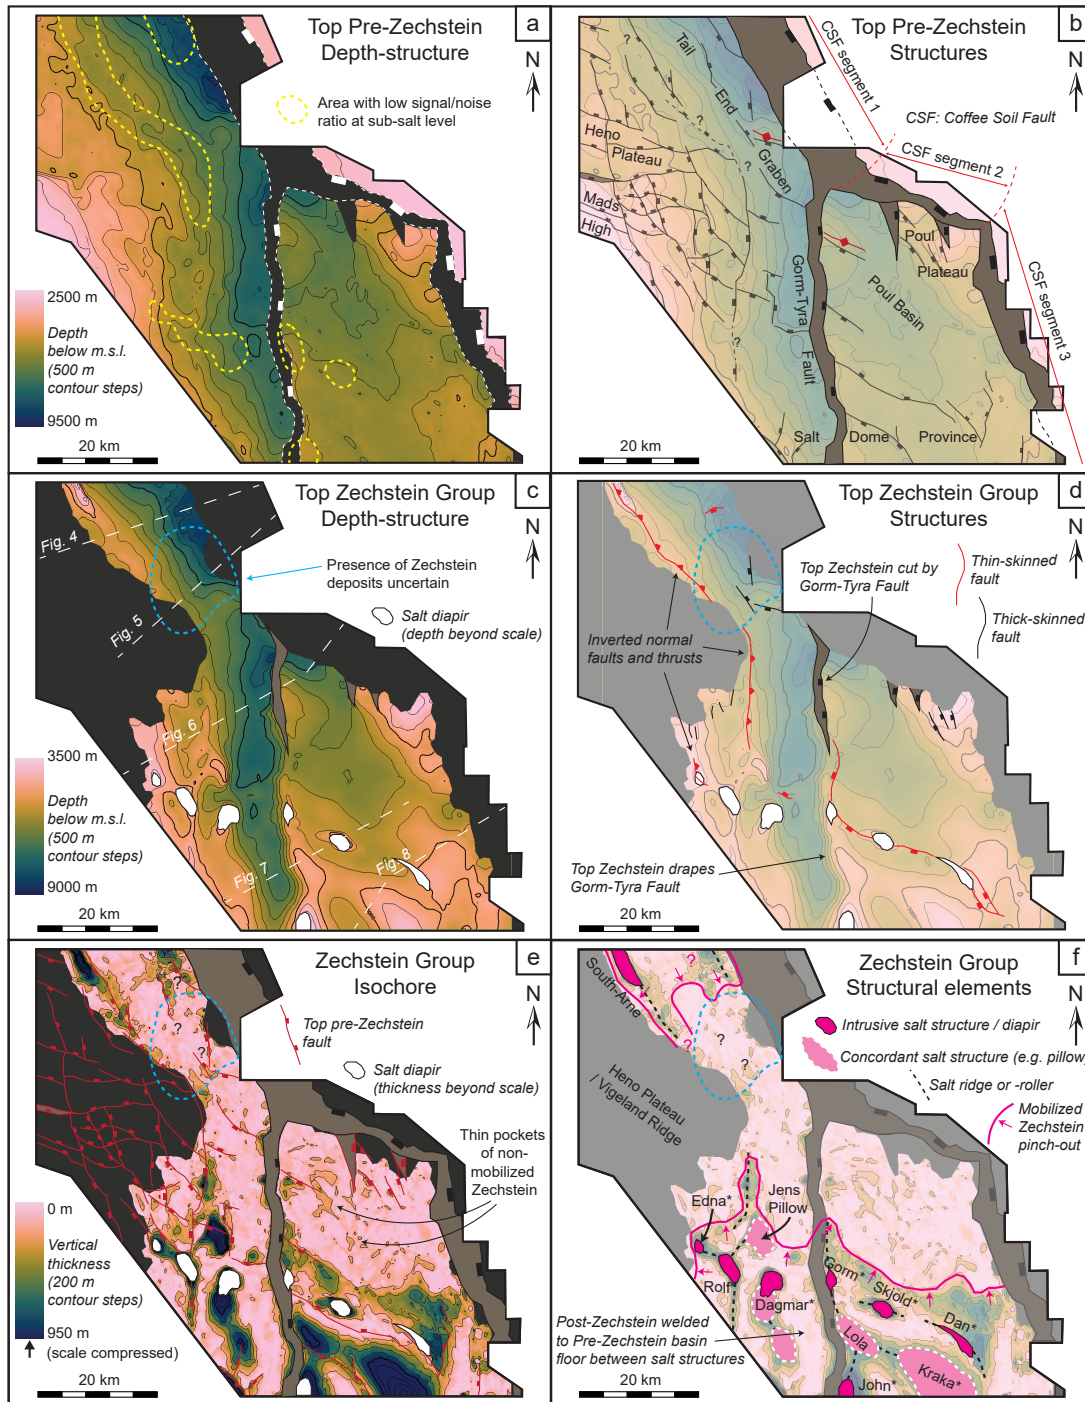 Top Pre-Zechstein
Depth-structure
a
N
Area with low signal/noise
ratio at sub-salt level
2500 m
Depth
below m.s.l.
(500 m
contour steps)
9500 m
20 km
Top Pre-Zechstein
Structures
b
N
CSF segment 1
CSF: Coffee Soil Fault
CSF segment 2
CSF segment 3
Tail
End
Graben
?
?
?
Heno
Plateau
Mads
High
Gorm-Tyra
Fault
Poul
Plateau
Poul Basin
Salt
Dome
Province
20 km
Top Zechstein Group
Depth-structure
c
N
Fig. 4
Fig. 5
Fig. 6
Fig. 7
Fig. 8
Presence of Zechstein
deposits uncertain
Salt diapir
(depth beyond scale)
3500 m
Depth
below m.s.l.
(500 m
contour steps)
9000 m
20 km
Top Zechstein Group
Structures
d
N
Top Zechstein cut by
Gorm-Tyra Fault
Thin-skinned
fault
Thick-skinned
fault
Inverted normal
faults and thrusts
Top Zechstein drapes
Gorm-Tyra Fault
20 km
Zechstein Group
Isochore
e
N
?
?
?
Top pre-Zechstein
fault
Salt diapir
(thickness beyond scale)
Thin pockets
of non-
mobilized
Zechstein
0 m
Vertical
thickness
(200 m
contour steps)
950 m
(scale compressed)
20 km
Zechstein Group
Structural elements
f
N
Intrusive salt structure / diapir
Concordant salt structure (e.g. pillow)
Salt ridge or -roller
Mobilized
Zechstein
pinch-out
South-Arne
?
?
?
?
Heno Plateau
/ Vigeland Ridge
Edna*
Jens
Pillow
Rolf*
Dagmar*
Gorm*
Skjold*
Dan*
Lola
Kraka*
John*
Post-Zechstein welded
to Pre-Zechstein basin
floor between salt structures
20 km